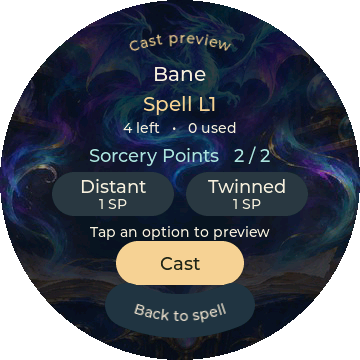 Cast preview
Bane
Spell L1
4 left · 0 used
Sorcery Points 2 / 2
Distant Twinned
1 SP 1 SP
Tap an option to preview
Cast
Back to spell